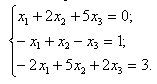 x₁ + 2x₂ + 5x₃ = 0;
− x₁ + x₂ − x₃ = 1;
− 2x₁ + 5x₂ + 2x₃ = 3.